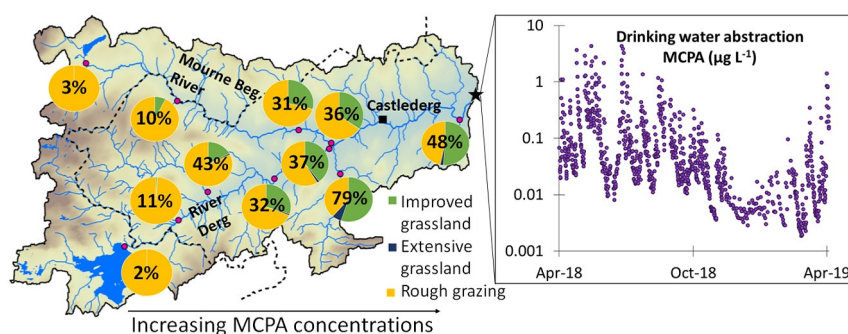 3%
Mourne Beg.
River
10%
31%
36%
Castlederg
48%
43%
37%
11%
River
Derg
32%
79%
2%
Improved
grassland
Extensive
grassland
Rough grazing
Increasing MCPA concentrations
Drinking water abstraction
MCPA (µg L-1)
10
1
0.1
0.01
0.001
Apr-18
Oct-18
Apr-19